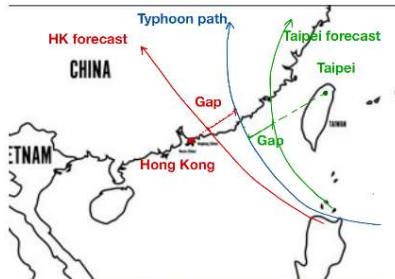 Typhoon path
HK forecast
Taipei forecast
CHINA
Taipei
Gap
TAIWAN
Gap
ETNAM
Hong Kong